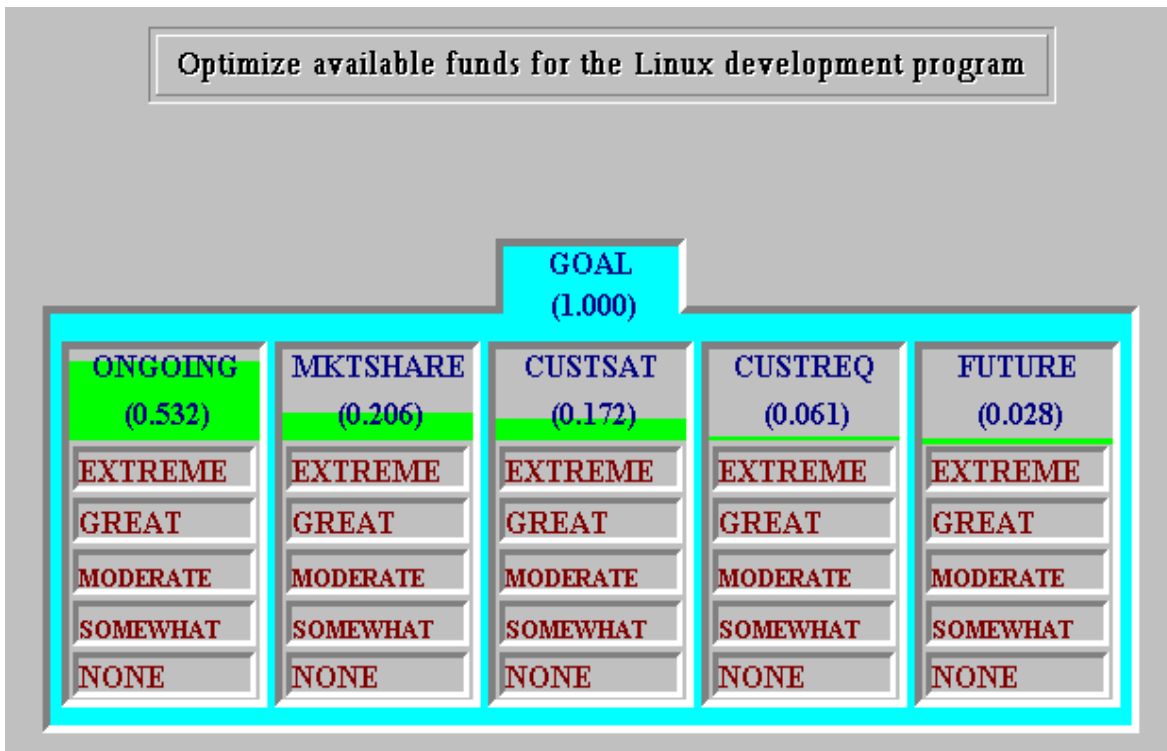 Optimize available funds for the Linux development program
GOAL
(1.000)
ONGOING MKTSHARE CUSTSAT CUSTREQ FUTURE
(0.532) (0.206) (0.172) (0.061) (0.028)
EXTREME EXTREME EXTREME EXTREME EXTREME
GREAT GREAT GREAT GREAT GREAT
MODERATE MODERATE MODERATE MODERATE MODERATE
SOMEWHAT SOMEWHAT SOMEWHAT SOMEWHAT SOMEWHAT
NONE NONE NONE NONE NONE